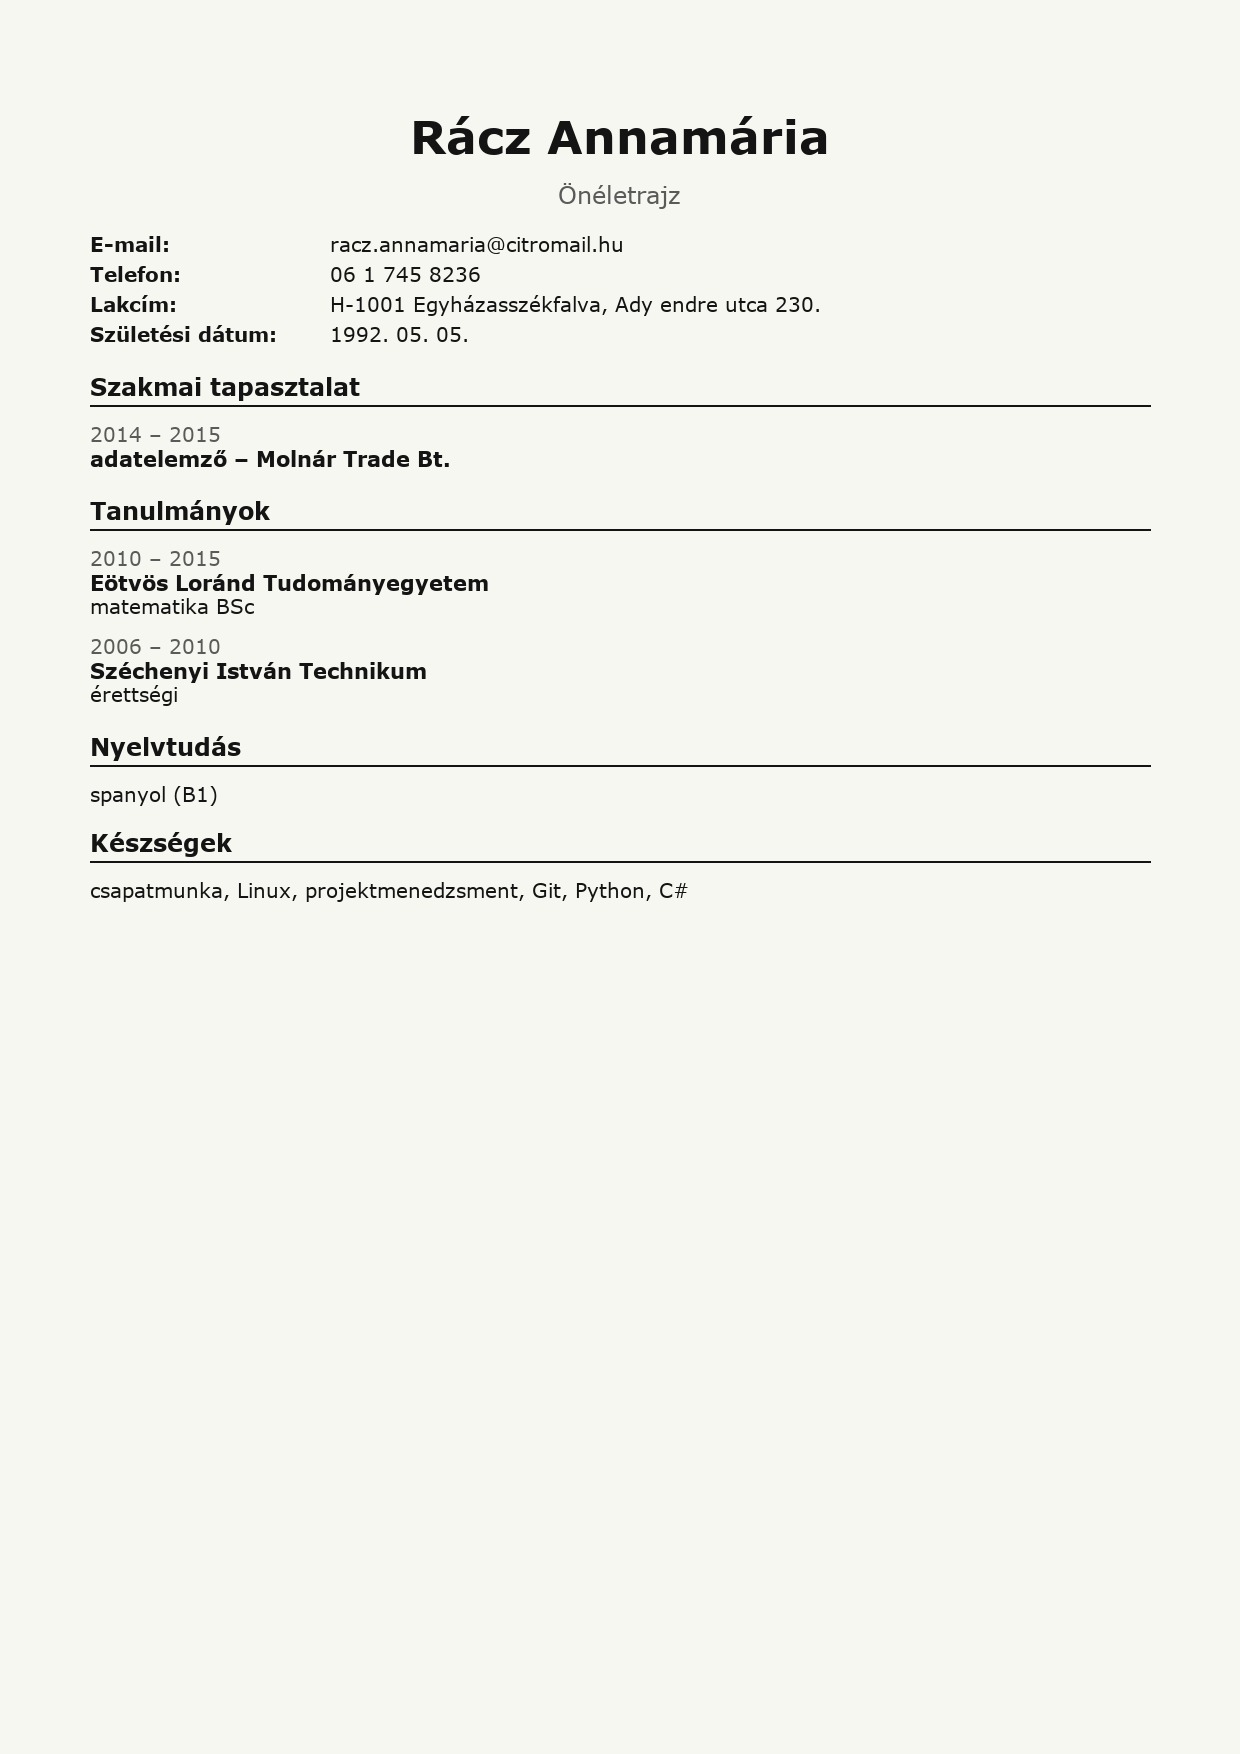 Rácz Annamária
Önéletrajz
E-mail: racz.annamaria@citromail.hu
Telefon: 06 1 745 8236
Lakcím: H-1001 Egyházasszékfalva, Ady endre utca 230.
Születési dátum: 1992. 05. 05.
Szakmai tapasztalat
2014 – 2015
adatelemző – Molnár Trade Bt.
Tanulmányok
2010 – 2015
Eötvös Loránd Tudományegyetem
matematika BSc
2006 – 2010
Széchenyi István Technikum
érettségi
Nyelvtudás
spanyol (B1)
Készségek
csapatmunka, Linux, projektmenedzsment, Git, Python, C#